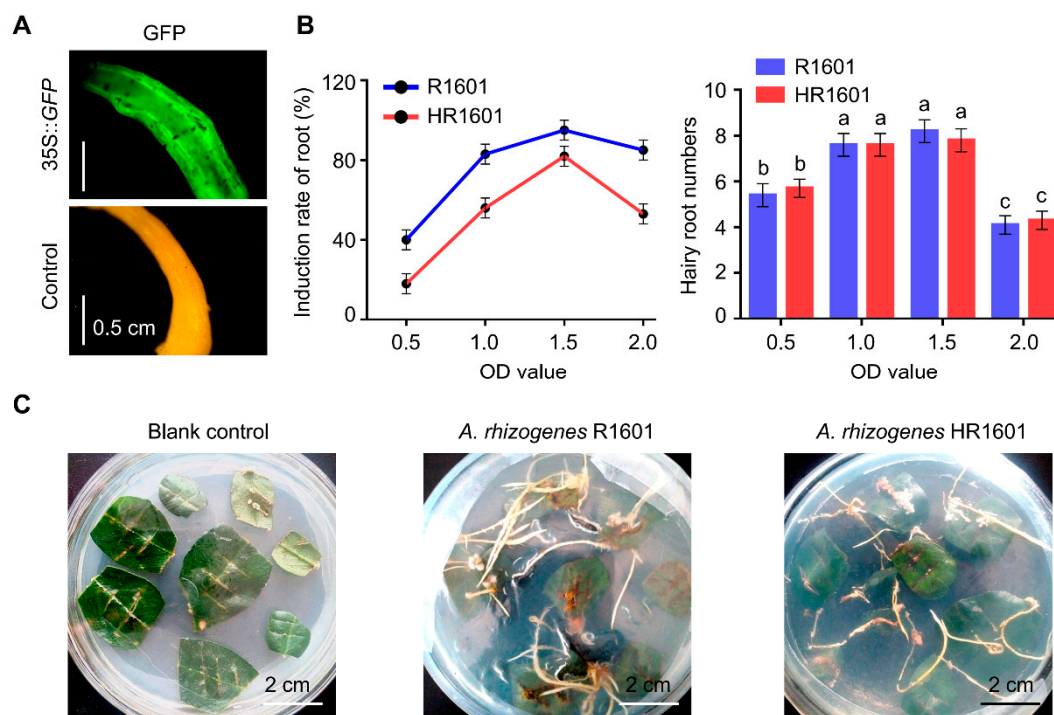 A
GFP
35S::GFP
Control
0.5 cm
B
Induction rate of root (%)
120
80
40
0
R1601
HR1601
0.5 1.0 1.5 2.0
OD value
Hairy root numbers
10
8
6
4
2
0
R1601
HR1601
b b a a a a c c
0.5 1.0 1.5 2.0
OD value
C
Blank control
2 cm
A. rhizogenes R1601
2 cm
A. rhizogenes HR1601
2 cm